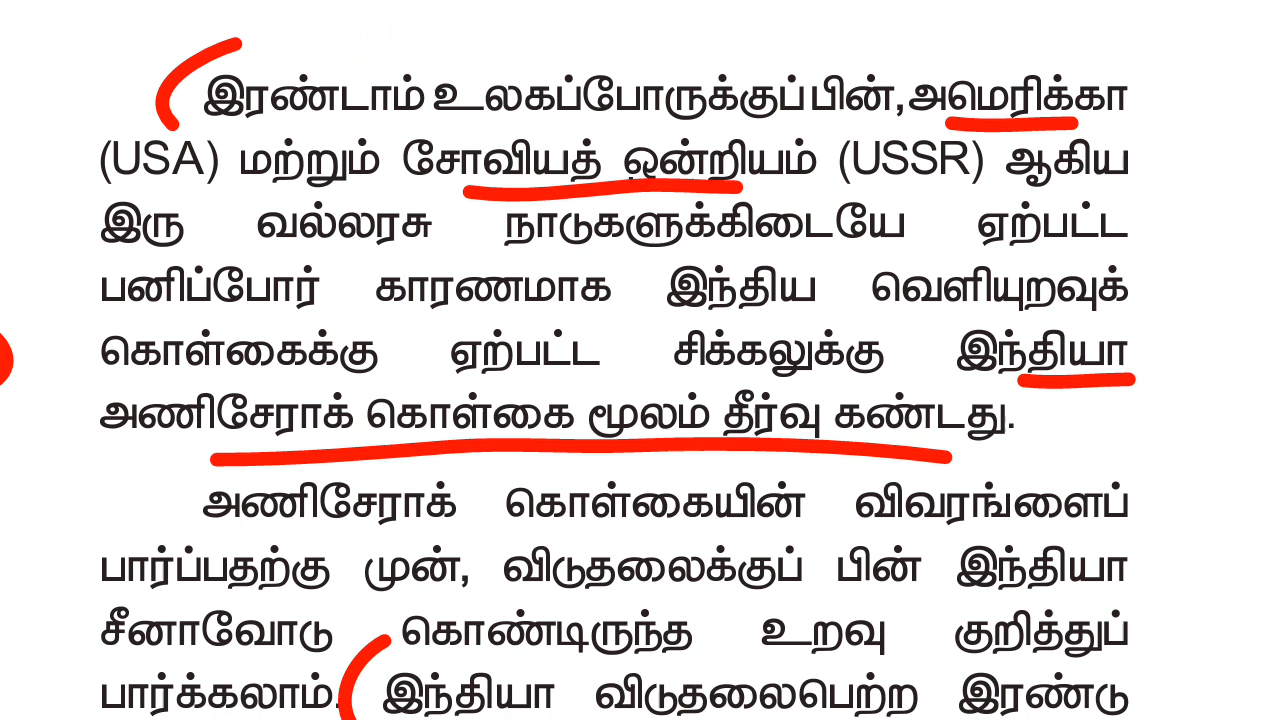 இரண்டாம் உலகப்போருக்குப் பின், அமெரிக்கா
(USA) மற்றும் சோவியத் ஒன்றியம் (USSR) ஆகிய
இரு வல்லரசு நாடுகளுக்கிடையே ஏற்பட்ட
பனிப்போர் காரணமாக இந்திய வெளியுறவுக்
கொள்கைக்கு ஏற்பட்ட சிக்கலுக்கு இந்தியா
அணிசேராக் கொள்கை மூலம் தீர்வு கண்டது.
அணிசேராக் கொள்கையின் விவரங்ளைப்
பார்ப்பதற்கு முன், விடுதலைக்குப் பின் இந்தியா
சீனாவோடு கொண்டிருந்த உறவு குறித்துப்
பார்க்கலாம். இந்தியா விடுதலைபெற்ற இரண்டு